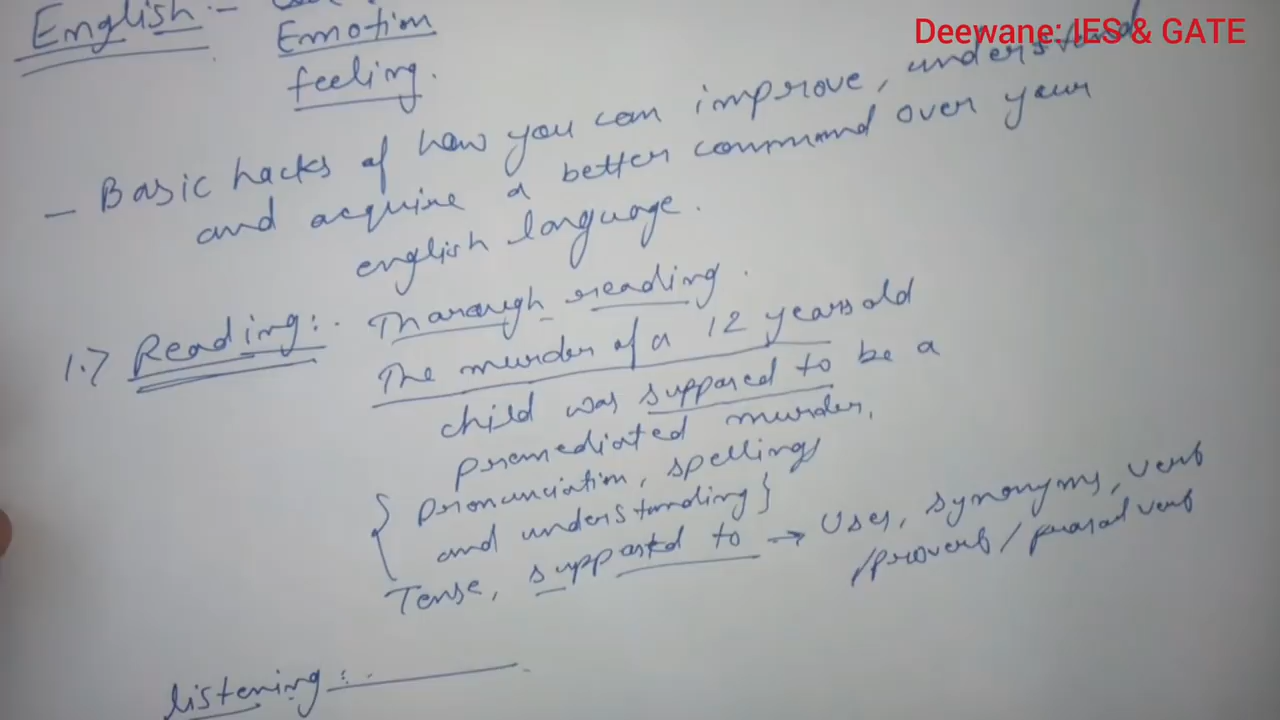 English :-
Deewane: IES & GATE
Emotion
feeling.
- Basic hacks of how you can improve, understand
and acquire a better command over your
english language.
1.) Reading :- Thorough reading.
The murder of a 12 years old
child was supposed to be a
premediated murder.
{ pronunciation, spellings
and understanding }
Tense, supposed to → Uses, synonyms, verb
/proverb/ phrasal verb
listening :-